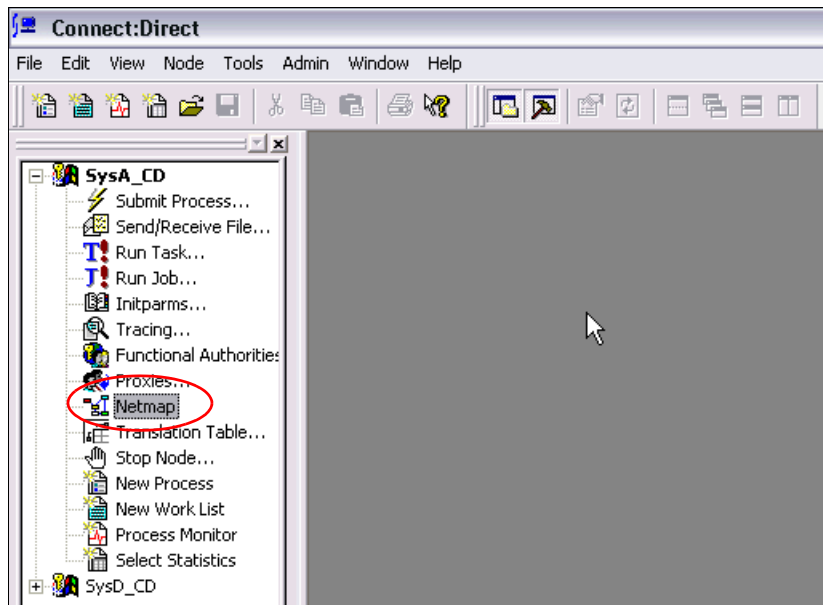 Connect:Direct
File Edit View Node Tools Admin Window Help
SysA_CD
Submit Process...
Send/Receive File...
Run Task...
Run Job...
Initparms...
Tracing...
Functional Authorities
Proxies...
Netmap
Translation Table...
Stop Node...
New Process
New Work List
Process Monitor
Select Statistics
SysD_CD